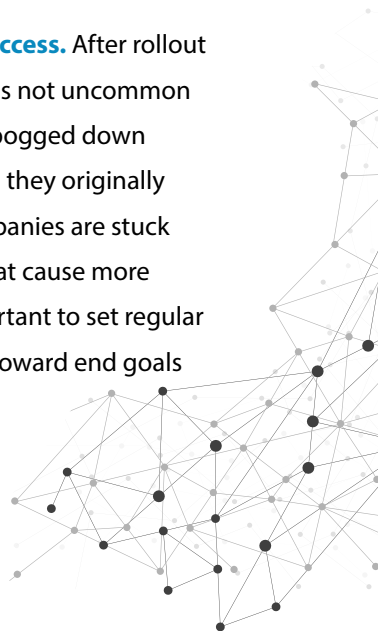 ccess. After rollout
s not uncommon
bogged down
they originally
panies are stuck
at cause more
rtant to set regular
oward end goals